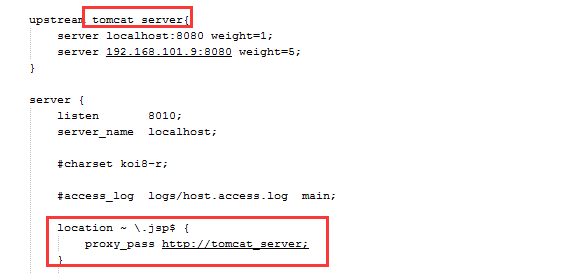 upstream tomcat_server{
server localhost:8080 weight=1;
server 192.168.101.9:8080 weight=5;
}
server {
listen 8010;
server_name localhost;
#charset koi8-r;
#access_log logs/host.access.log main;
location ~ \.jsp$ {
proxy_pass http://tomcat_server;
}